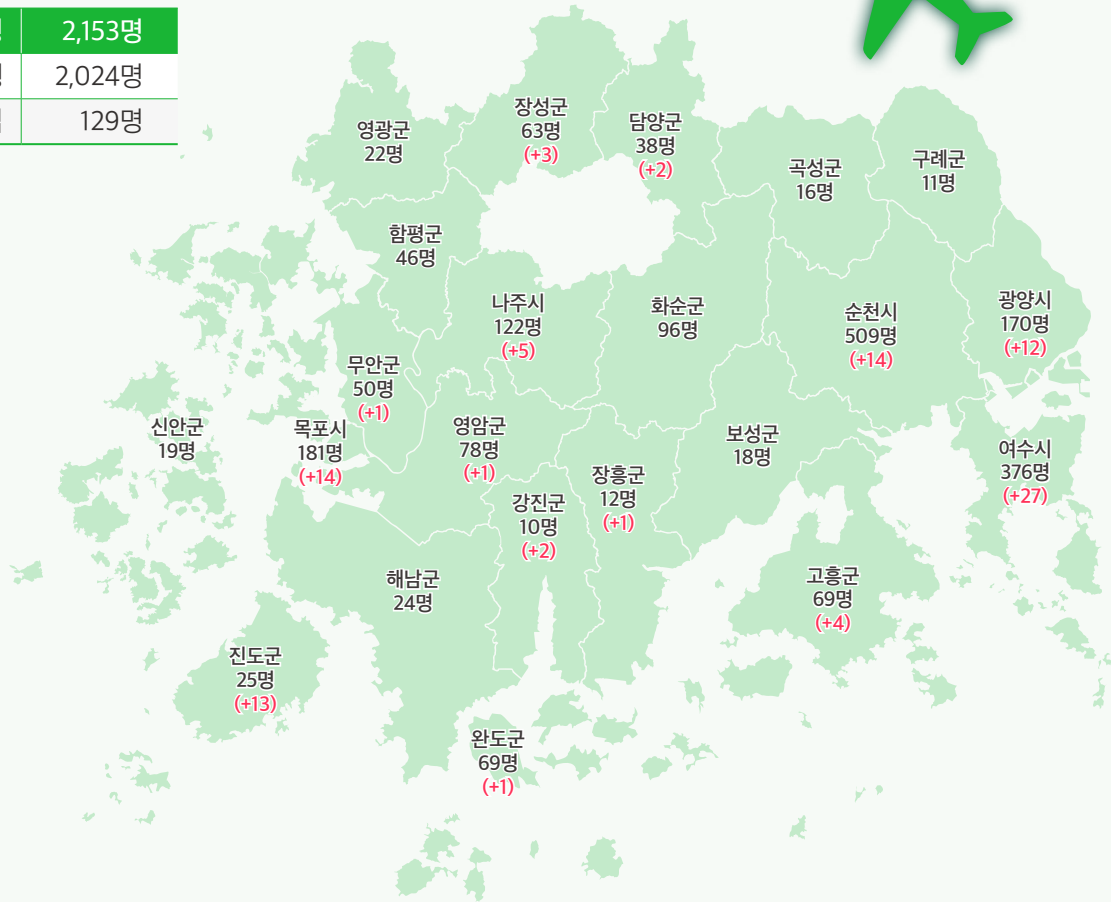 2,153명
2,024명
129명
장성군
63명
(+3)
담양군
38명
(+2)
영광군
22명
곡성군
16명
구례군
11명
함평군
46명
나주시
122명
(+5)
화순군
96명
순천시
509명
(+14)
광양시
170명
(+12)
무안군
50명
(+1)
신안군
19명
목포시
181명
(+14)
영암군
78명
(+1)
보성군
18명
여수시
376명
(+27)
장흥군
12명
(+1)
강진군
10명
(+2)
해남군
24명
고흥군
69명
(+4)
진도군
25명
(+13)
완도군
69명
(+1)